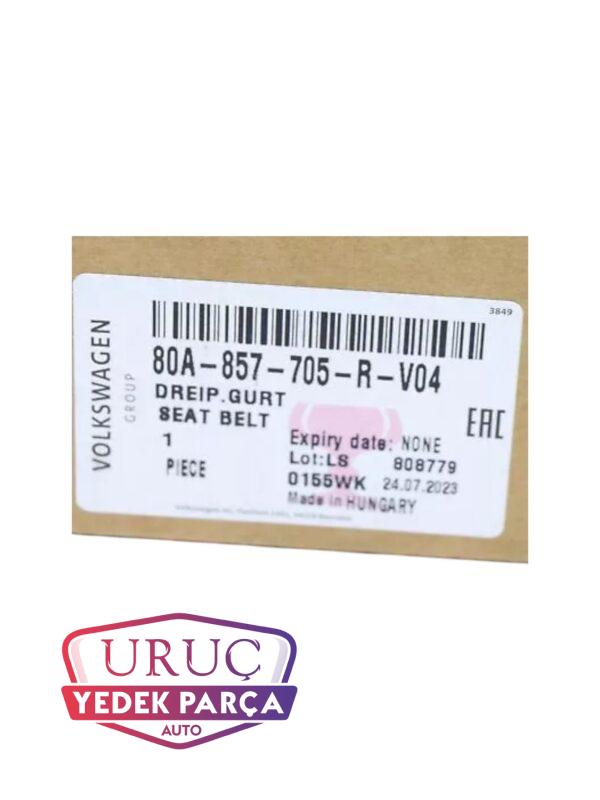 3849
VOLKSWAGEN
GROUP
80A-857-705-R-V04
DREIP.GURT
SEAT BELT
EAC
1
PIECE
Expiry date: NONE
Lot:LS 808779
0155WK 24.07.2023
Made in HUNGARY
URUÇ
YEDEK PARÇA
AUTO